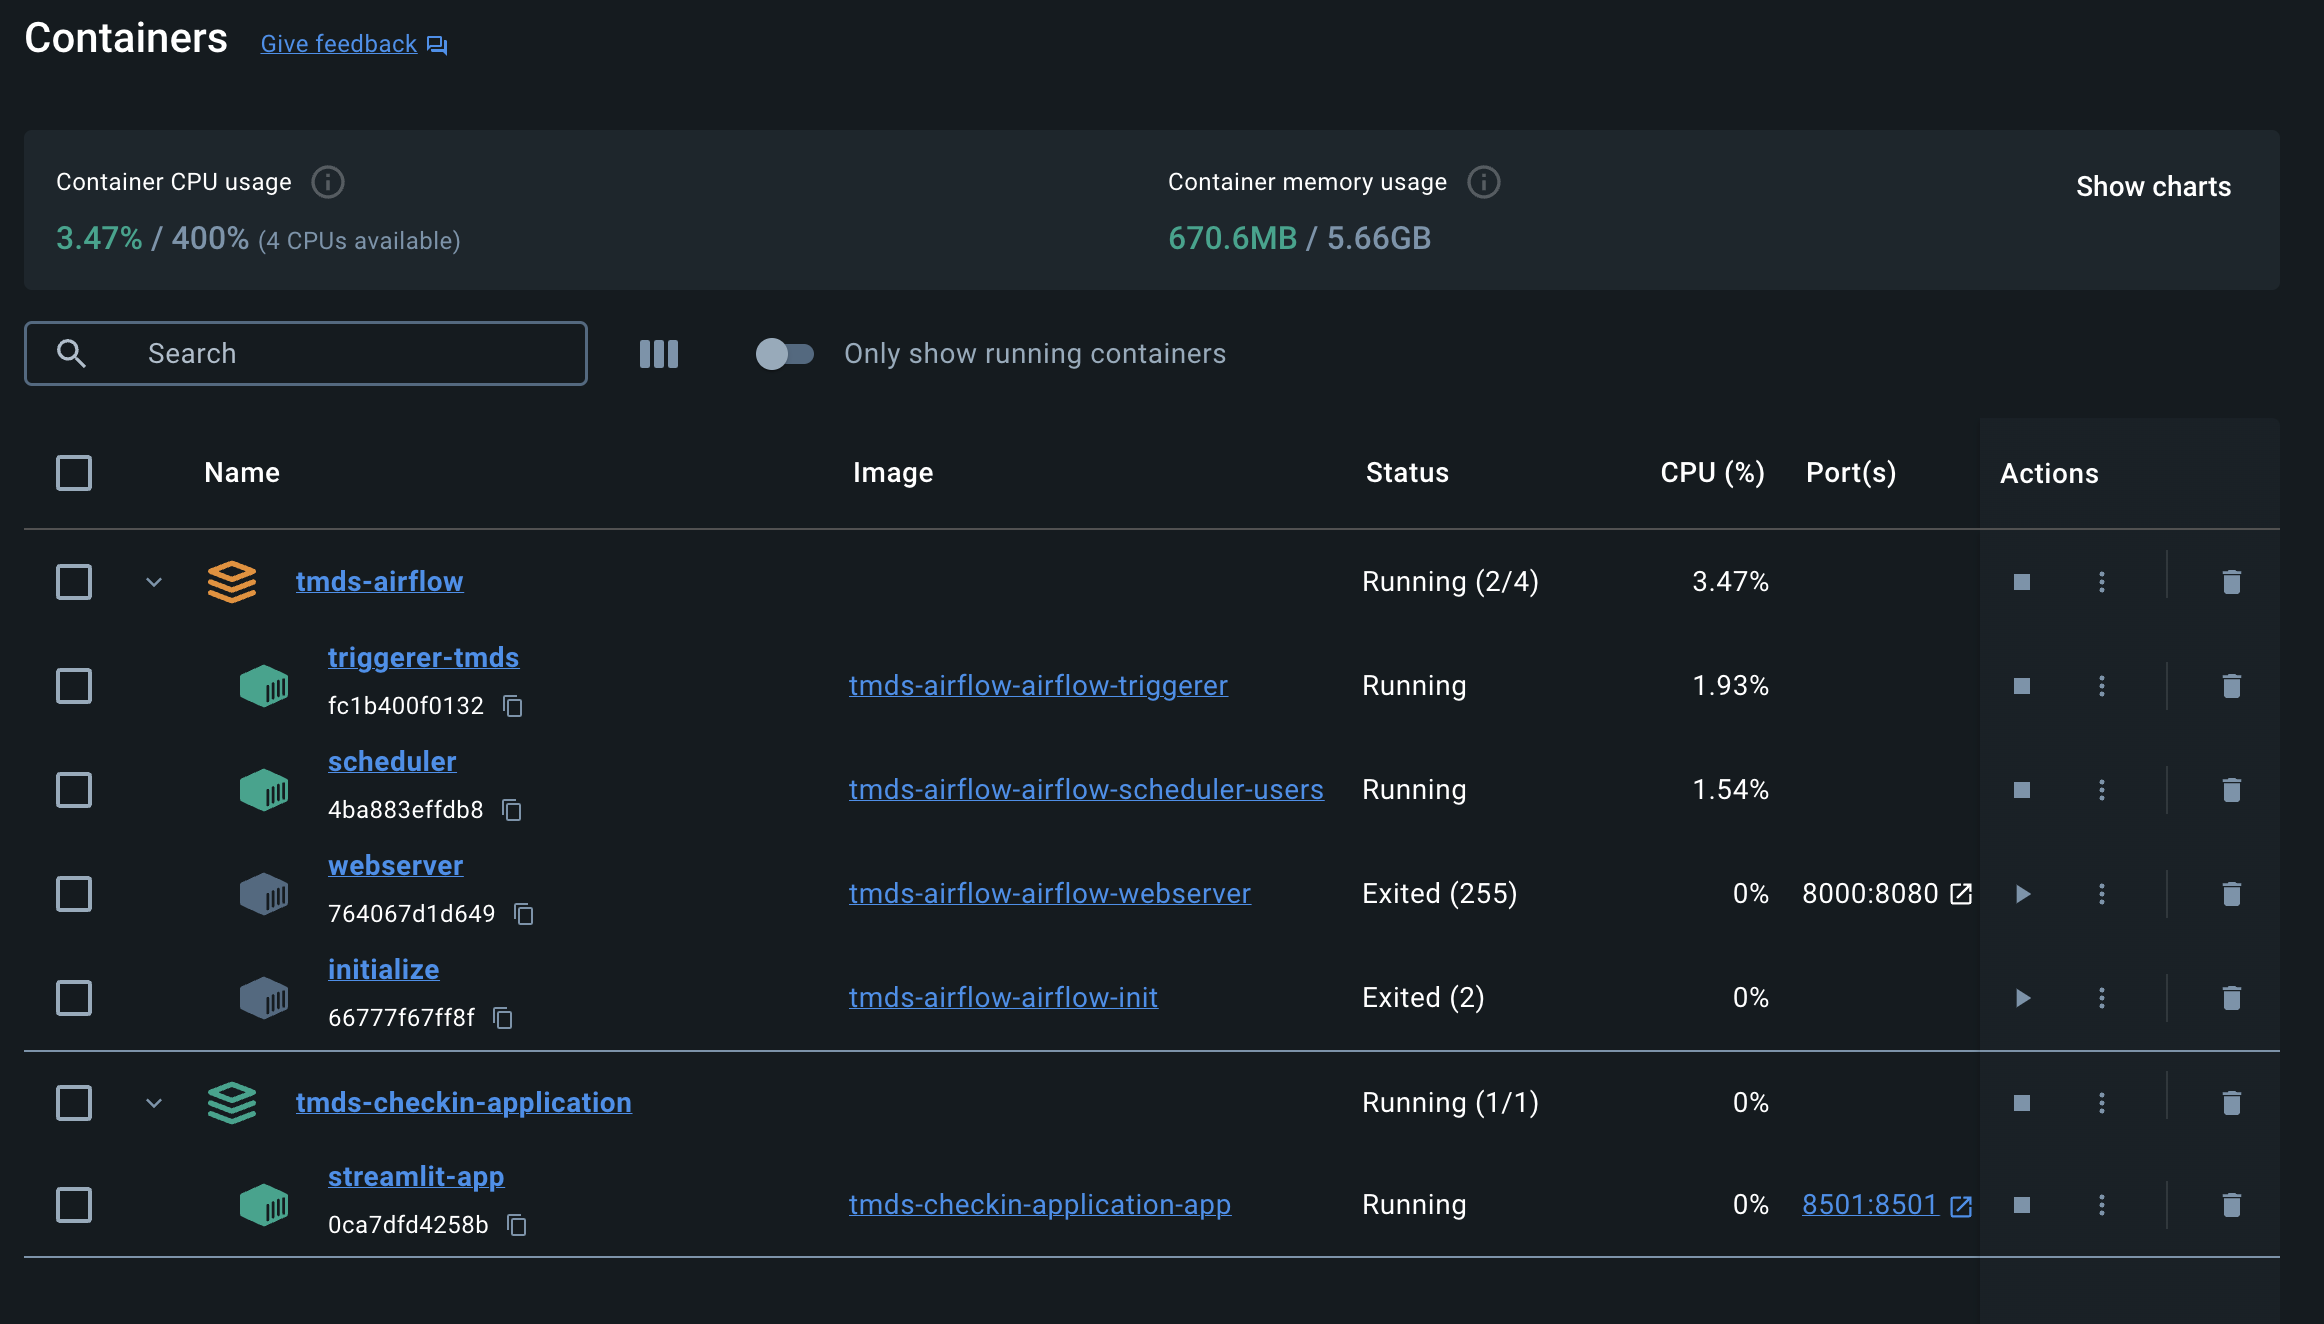 Containers Give feedback
Container CPU usage
3.47% / 400% (4 CPUs available)
Container memory usage
670.6MB / 5.66GB
Show charts
Search
Only show running containers
Name Image Status CPU (%) Port(s) Actions
tmds-airflow Running (2/4) 3.47%
triggerer-tmds
fc1b400f0132
tmds-airflow-airflow-triggerer Running 1.93%
scheduler
4ba883effdb8
tmds-airflow-airflow-scheduler-users Running 1.54%
webserver
764067d1d649
tmds-airflow-airflow-webserver Exited (255) 0% 8000:8080
initialize
66777f67ff8f
tmds-airflow-airflow-init Exited (2) 0%
tmds-checkin-application Running (1/1) 0%
streamlit-app
0ca7dfd4258b
tmds-checkin-application-app Running 0% 8501:8501